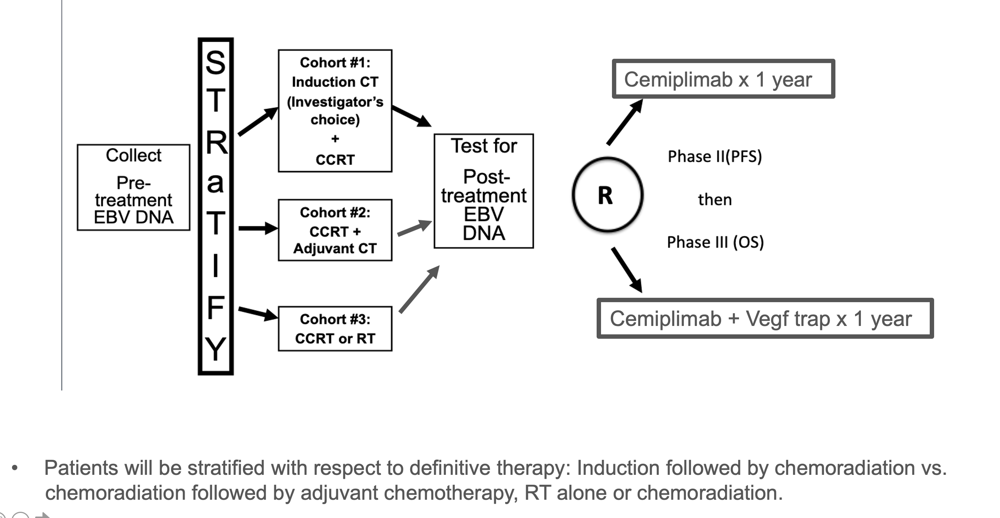 Collect
Pre-
treatment
EBV DNA
S
T
R
a
T
I
F
Y
Cohort #1:
Induction CT
(Investigator’s
choice)
+
CCRT
Cohort #2:
CCRT +
Adjuvant CT
Cohort #3:
CCRT or RT
Test for
Post-
treatment
EBV
DNA
R
Cemiplimab x 1 year
Phase II(PFS)
then
Phase III (OS)
Cemiplimab + Vegf trap x 1 year
• Patients will be stratified with respect to definitive therapy: Induction followed by chemoradiation vs.
chemoradiation followed by adjuvant chemotherapy, RT alone or chemoradiation.